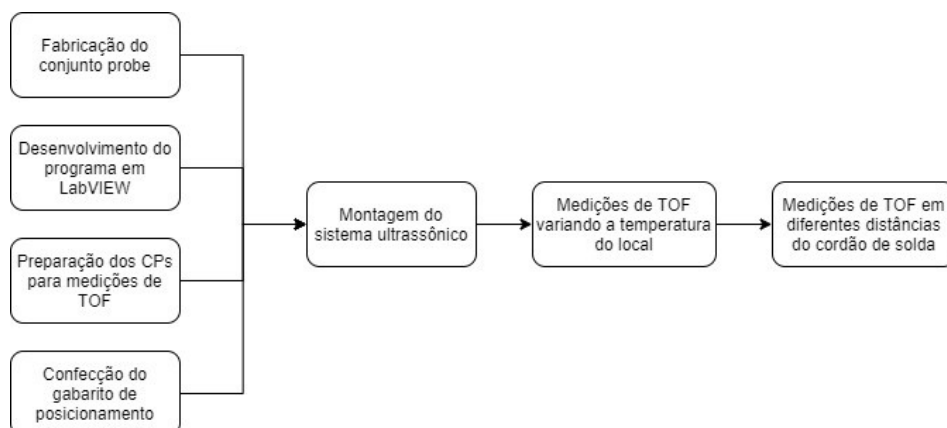 Fabricação do
conjunto probe
Desenvolvimento do
programa em
LabVIEW
Preparação dos CPs
para medições de
TOF
Confecção do
gabarito de
posicionamento
Montagem do
sistema ultrassônico
Medições de TOF
variando a temperatura
do local
Medições de TOF em
diferentes distâncias
do cordão de solda